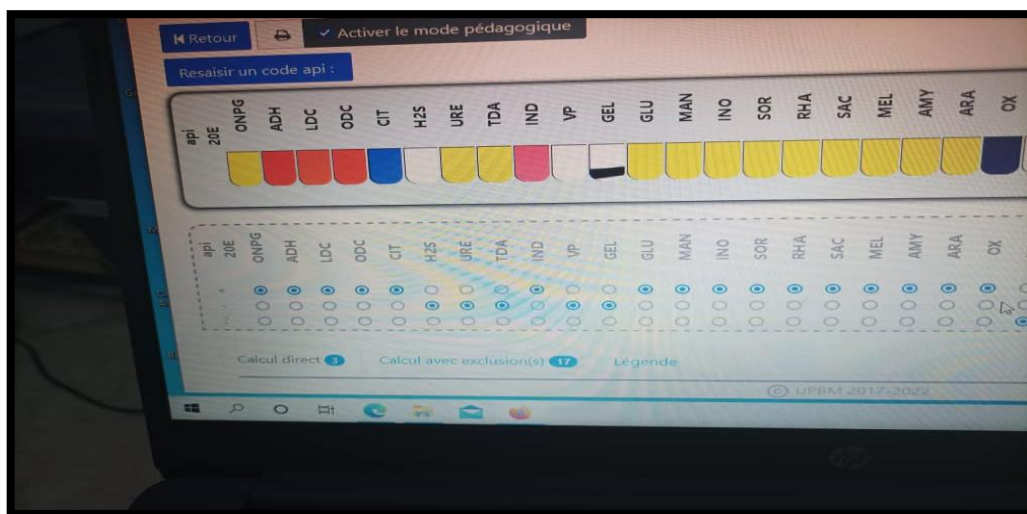 Retour
✓ Activer le mode pédagogique
Resaisir un code api :
api
20E
ONPG
ADH
LDC
ODC
CIT
H2S
URE
TDA
IND
VP
GEL
GLU
MAN
INO
SOR
RHA
SAC
MEL
AMY
ARA
OX
api
20E
ONPG
ADH
LDC
ODC
CIT
H2S
URE
TDA
IND
VP
GEL
GLU
MAN
INO
SOR
RHA
SAC
MEL
AMY
ARA
OX
Calcul direct 3 Calcul avec exclusion(s) 17 Légende
© UPBM 2017-2022
hp